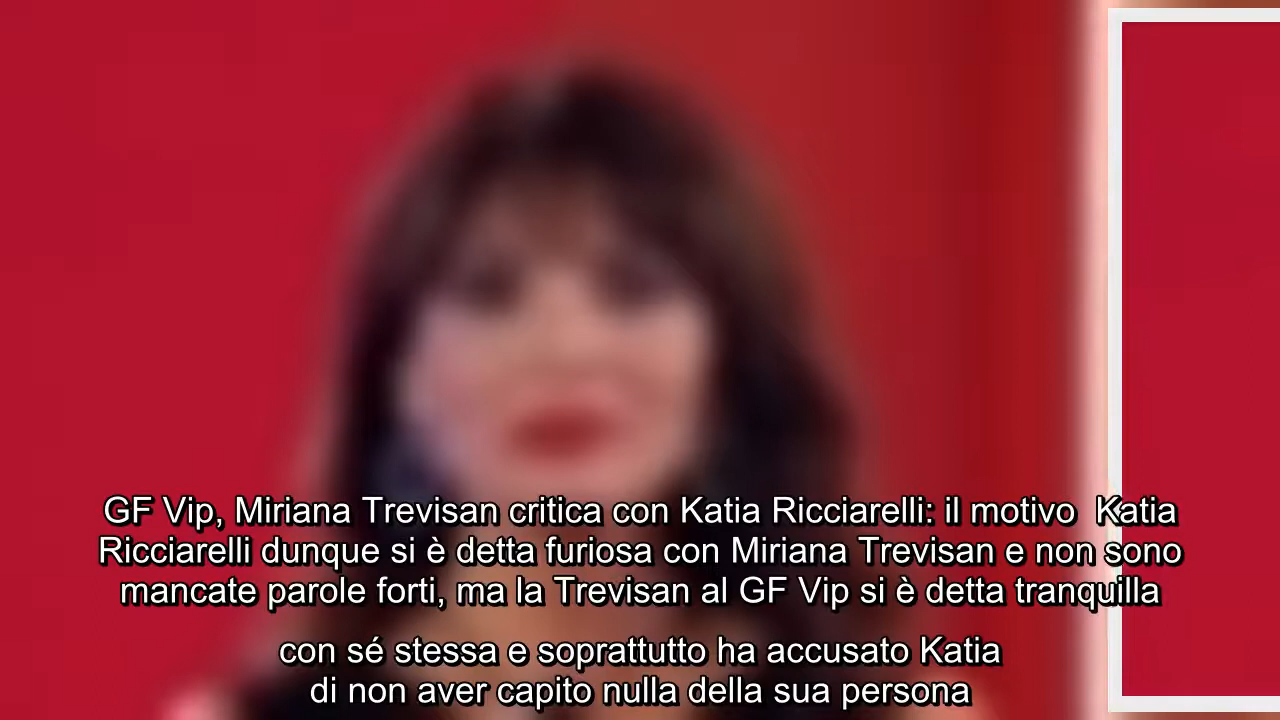 GF Vip, Miriana Trevisan critica con Katia Ricciarelli: il motivo  Katia
Ricciarelli dunque si è detta furiosa con Miriana Trevisan e non sono
mancate parole forti, ma la Trevisan al GF Vip si è detta tranquilla
con sé stessa e soprattutto ha accusato Katia
di non aver capito nulla della sua persona